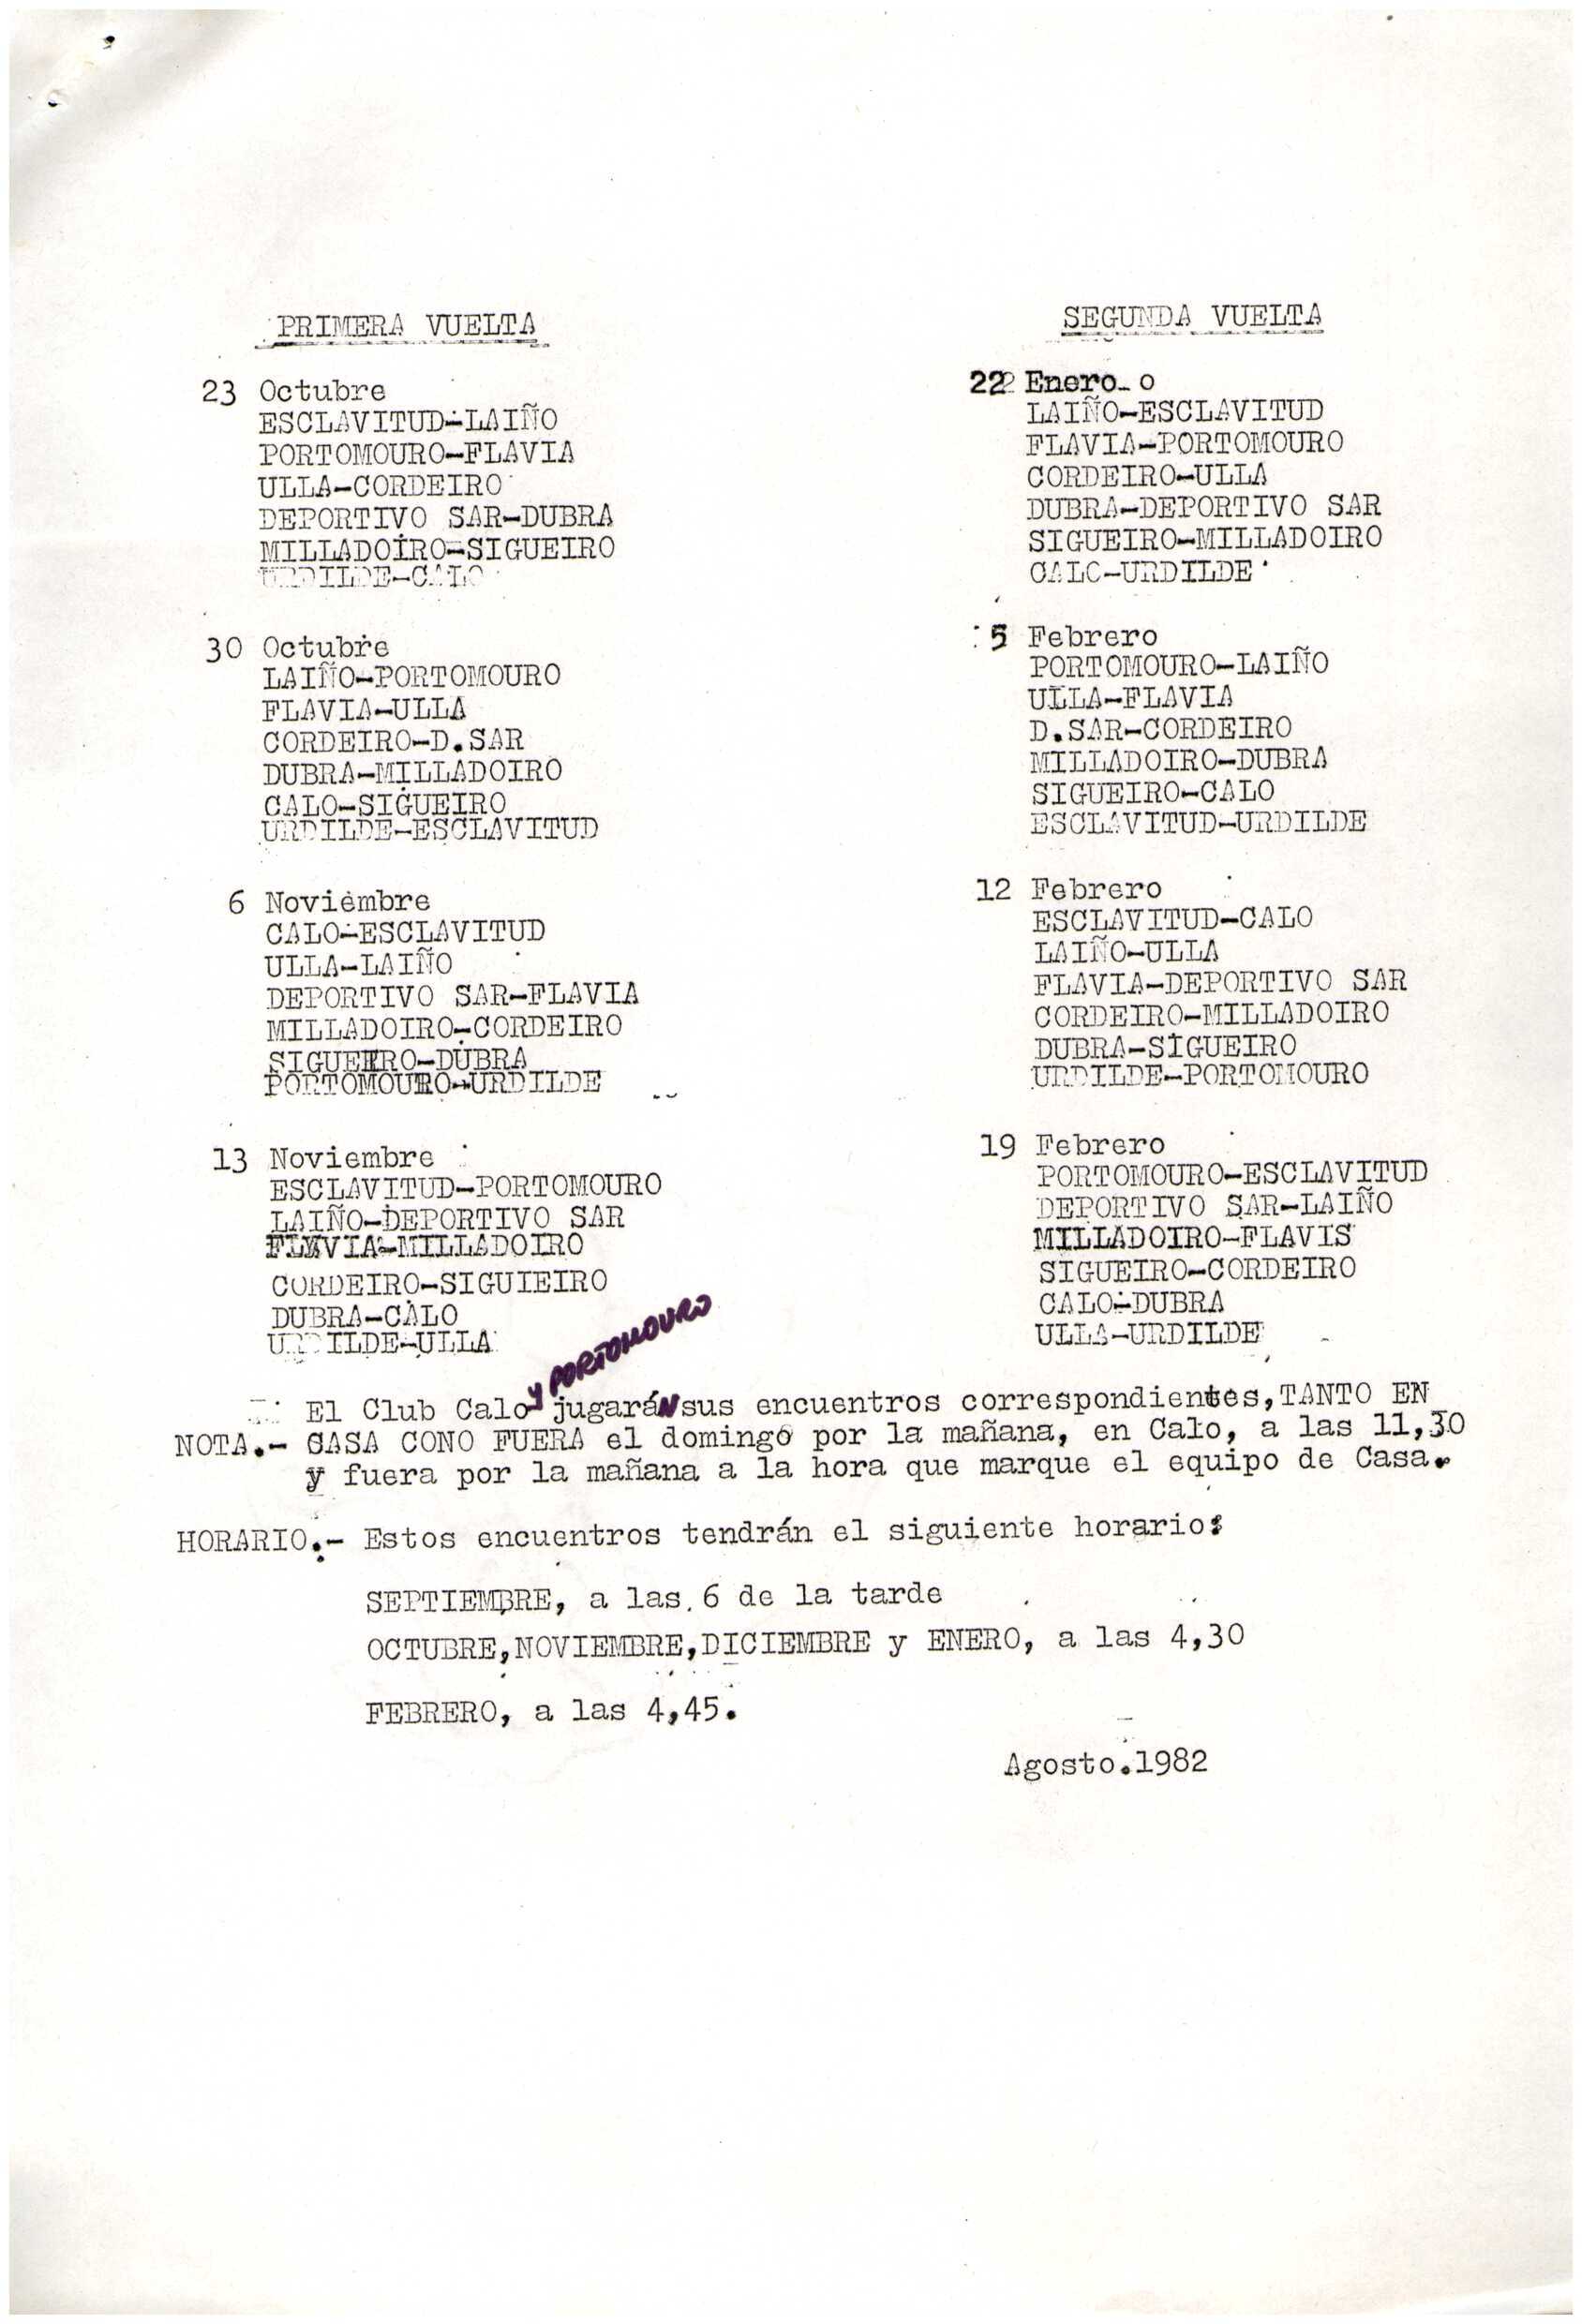 PRIMERA VUELTA
23 Octubre
ESCLAVITUD-LAIÑO
PORTOMOURO-FLAVIA
ULLA-CORDEIRO
DEPORTIVO SAR-DUBRA
MILLADOIRO-SIGUEIRO
URDILDE-CALO
30 Octubre
LAIÑO-PORTOMOURO
FLAVIA-ULLA
CORDEIRO-D.SAR
DUBRA-MILLADOIRO
CALO-SIGUEIRO
URDILDE-ESCLAVITUD
6 Noviembre
CALO-ESCLAVITUD
ULLA-LAIÑO
DEPORTIVO SAR-FLAVIA
MILLADOIRO-CORDEIRO
SIGUEIRO-DUBRA
PORTOMOURO-URDILDE
13 Noviembre
ESCLAVITUD-PORTOMOURO
LAIÑO-DEPORTIVO SAR
FLAVIA-MILLADOIRO
CORDEIRO-SIGUIEIRO
DUBRA-CALO
URDILDE-ULLA
SEGUNDA VUELTA
22 Enero
LAIÑO-ESCLAVITUD
FLAVIA-PORTOMOURO
CORDEIRO-ULLA
DUBRA-DEPORTIVO SAR
SIGUEIRO-MILLADOIRO
CALO-URDILDE
5 Febrero
PORTOMOURO-LAIÑO
ULLA-FLAVIA
D.SAR-CORDEIRO
MILLADOIRO-DUBRA
SIGUEIRO-CALO
ESCLAVITUD-URDILDE
12 Febrero
ESCLAVITUD-CALO
LAIÑO-ULLA
FLAVIA-DEPORTIVO SAR
CORDEIRO-MILLADOIRO
DUBRA-SIGUEIRO
URDILDE-PORTOMOURO
19 Febrero
PORTOMOURO-ESCLAVITUD
DEPORTIVO SAR-LAIÑO
MILLADOIRO-FLAVIS
SIGUEIRO-CORDEIRO
CALO-DUBRA
ULLA-URDILDE
y PORTOMOURO
El Club Calo jugaráN sus encuentros correspondientes,TANTO EN
NOTA.- CASA CONO FUERA el domingo por la mañana, en Calo, a las 11,30
y fuera por la mañana a la hora que marque el equipo de Casa.
HORARIO.- Estos encuentros tendrán el siguiente horario:
SEPTIEMBRE, a las 6 de la tarde
OCTUBRE,NOVIEMBRE,DICIEMBRE y ENERO, a las 4,30
FEBRERO, a las 4,45.
Agosto.1982